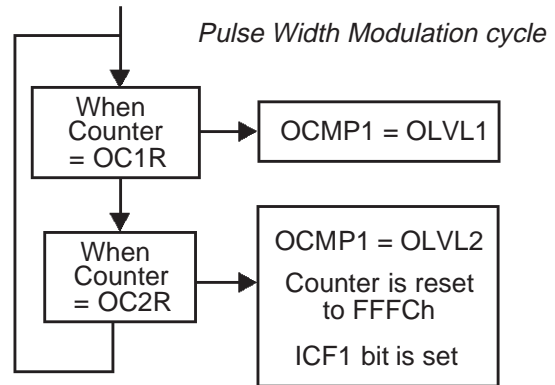 Pulse Width Modulation cycle
When
Counter
= OC1R
OCMP1 = OLVL1
When
Counter
= OC2R
OCMP1 = OLVL2
Counter is reset
to FFFCh
ICF1 bit is set